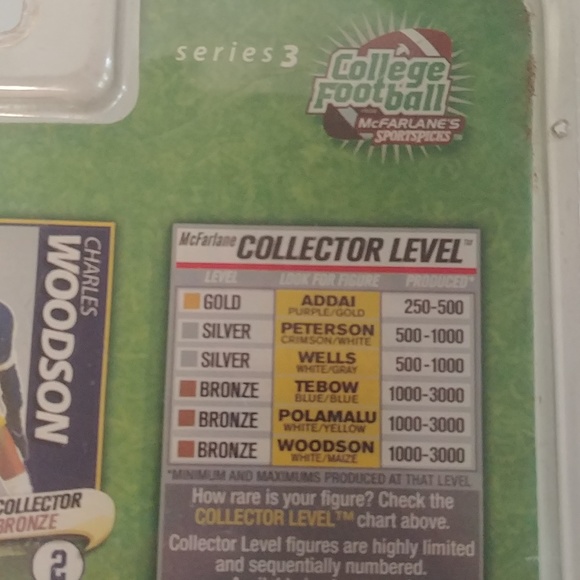 series 3
College
Football
McFARLANE'S
SPORTSPICKS™
CHARLES
WOODSON
COLLECTOR
BRONZE
2
McFarlane COLLECTOR LEVEL™
LEVEL LOOK FOR FIGURE PRODUCED*
GOLD ADDAI PURPLE/GOLD 250-500
SILVER PETERSON CRIMSON/WHITE 500-1000
SILVER WELLS WHITE/GRAY 500-1000
BRONZE TEBOW BLUE/BLUE 1000-3000
BRONZE POLAMALU WHITE/YELLOW 1000-3000
BRONZE WOODSON WHITE/MAIZE 1000-3000
*MINIMUM AND MAXIMUMS PRODUCED AT THAT LEVEL
How rare is your figure? Check the
COLLECTOR LEVEL™ chart above.
Collector Level figures are highly limited
and sequentially numbered.